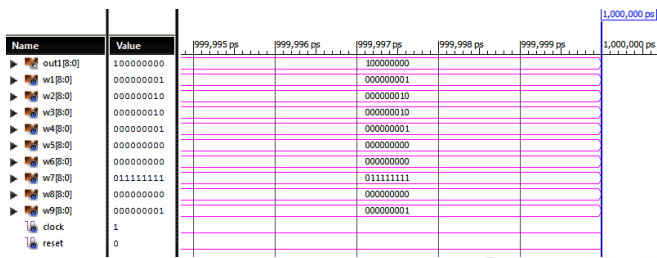 1,000,000 ps
Name Value 999,995 ps 999,996 ps 999,997 ps 999,998 ps 999,999 ps 1,000,000 ps
out1[8:0] 100000000 100000000
w1[8:0] 000000001 000000001
w2[8:0] 000000010 000000010
w3[8:0] 000000010 000000010
w4[8:0] 000000001 000000001
w5[8:0] 000000000 000000000
w6[8:0] 000000000 000000000
w7[8:0] 011111111 011111111
w8[8:0] 000000000 000000000
w9[8:0] 000000001 000000001
clock 1
reset 0